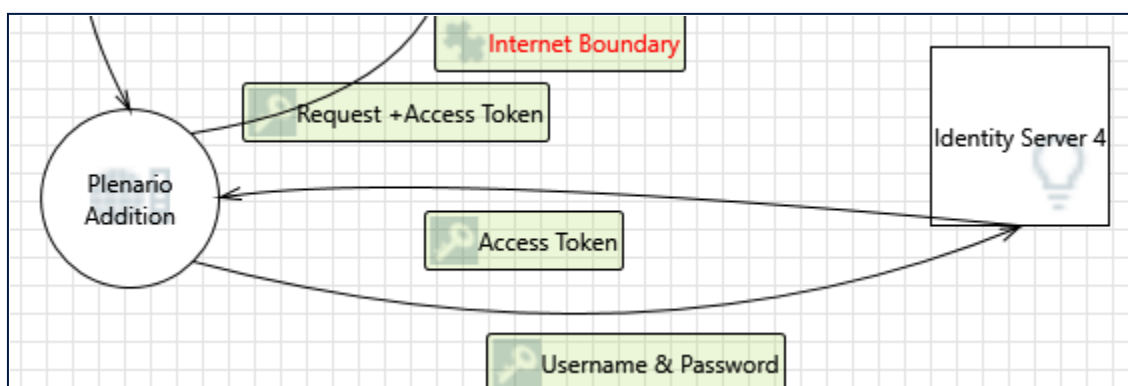 Internet Boundary
Request +Access Token
Identity Server 4
Plenario
Addition
Access Token
Username & Password